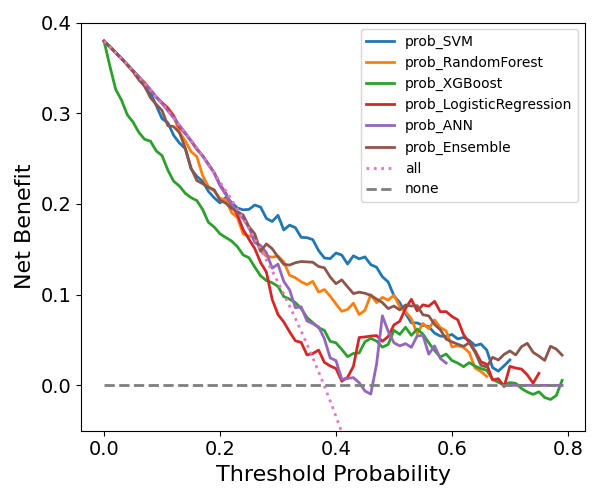 0.4
0.3
0.2
0.1
0.0
Net Benefit
prob_SVM
prob_RandomForest
prob_XGBoost
prob_LogisticRegression
prob_ANN
prob_Ensemble
all
none
0.0 0.2 0.4 0.6 0.8
Threshold Probability